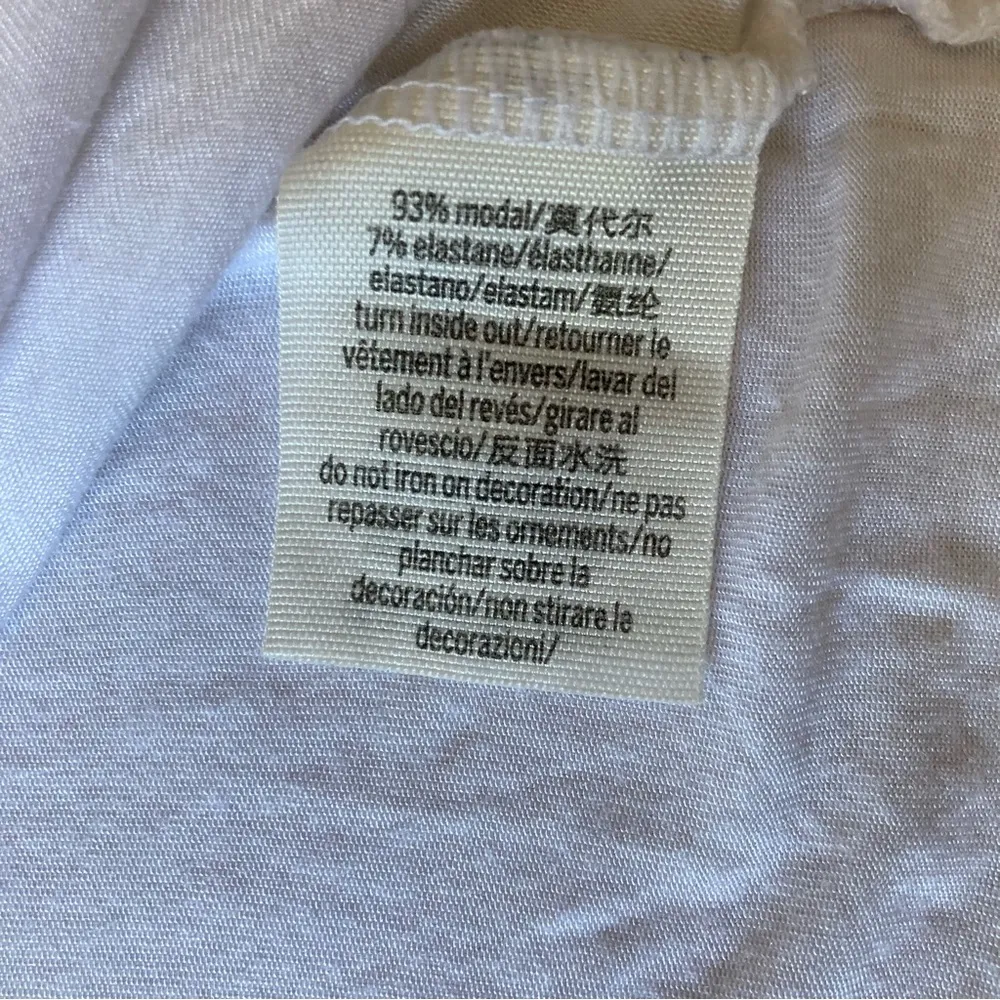 93% modal/莫代尔
7% elastane/élasthanne/
elastano/elastam/氨纶
turn inside out/retourner le
vêtement à l'envers/lavar del
lado del revés/girare al
rovescio/反面水洗
do not iron on decoration/ne pas
repasser sur les ornements/no
planchar sobre la
decoración/non stirare le
decorazioni/